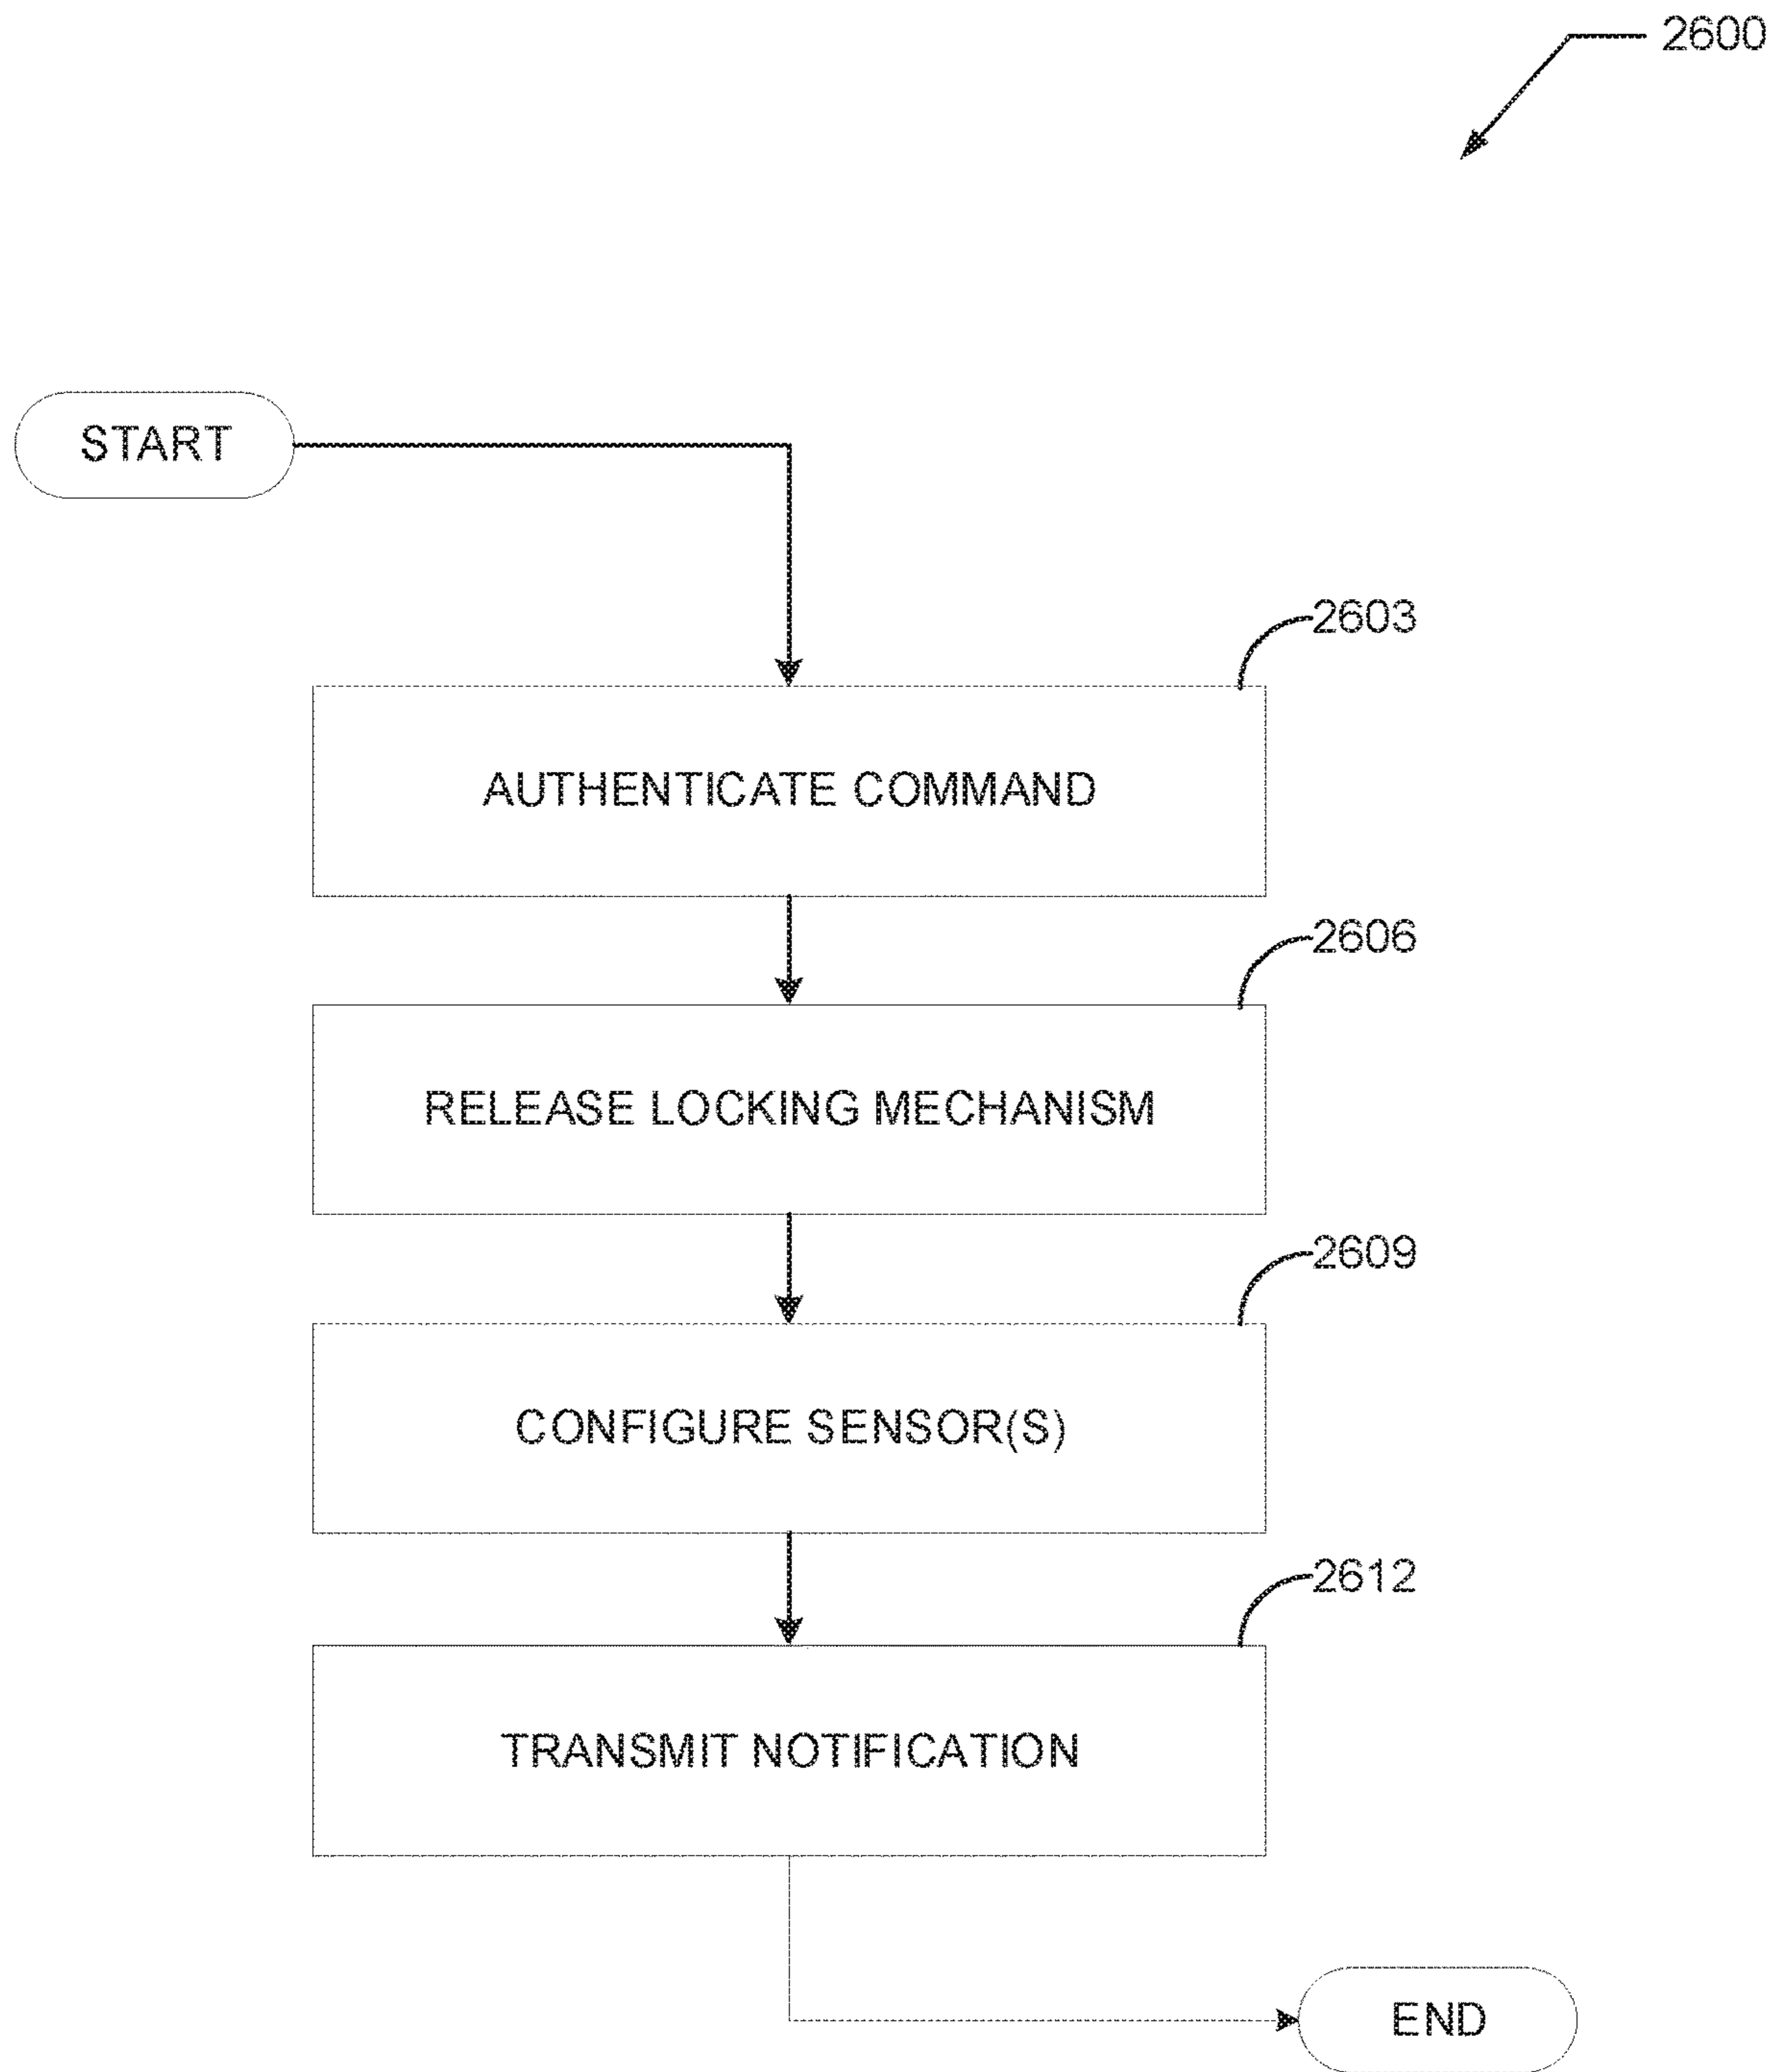 2600
START
2603
AUTHENTICATE COMMAND
2606
RELEASE LOCKING MECHANISM
2609
CONFIGURE SENSOR(S)
2612
TRANSMIT NOTIFICATION
END